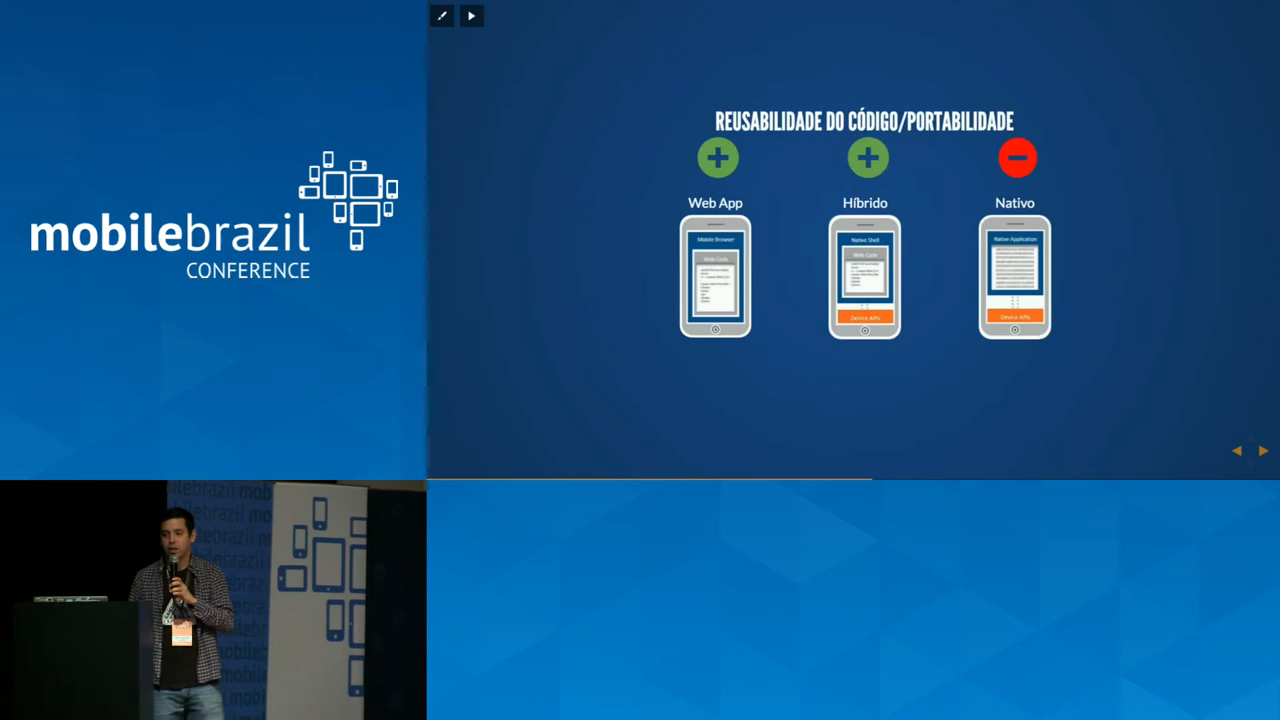 mobilebrazil
CONFERENCE
REUSABILIDADE DO CÓDIGO/PORTABILIDADE
Web App
Híbrido
Nativo
Mobile Browser
Web Code
Native Shell
Web Code
Device APIs
Native Application
Device APIs